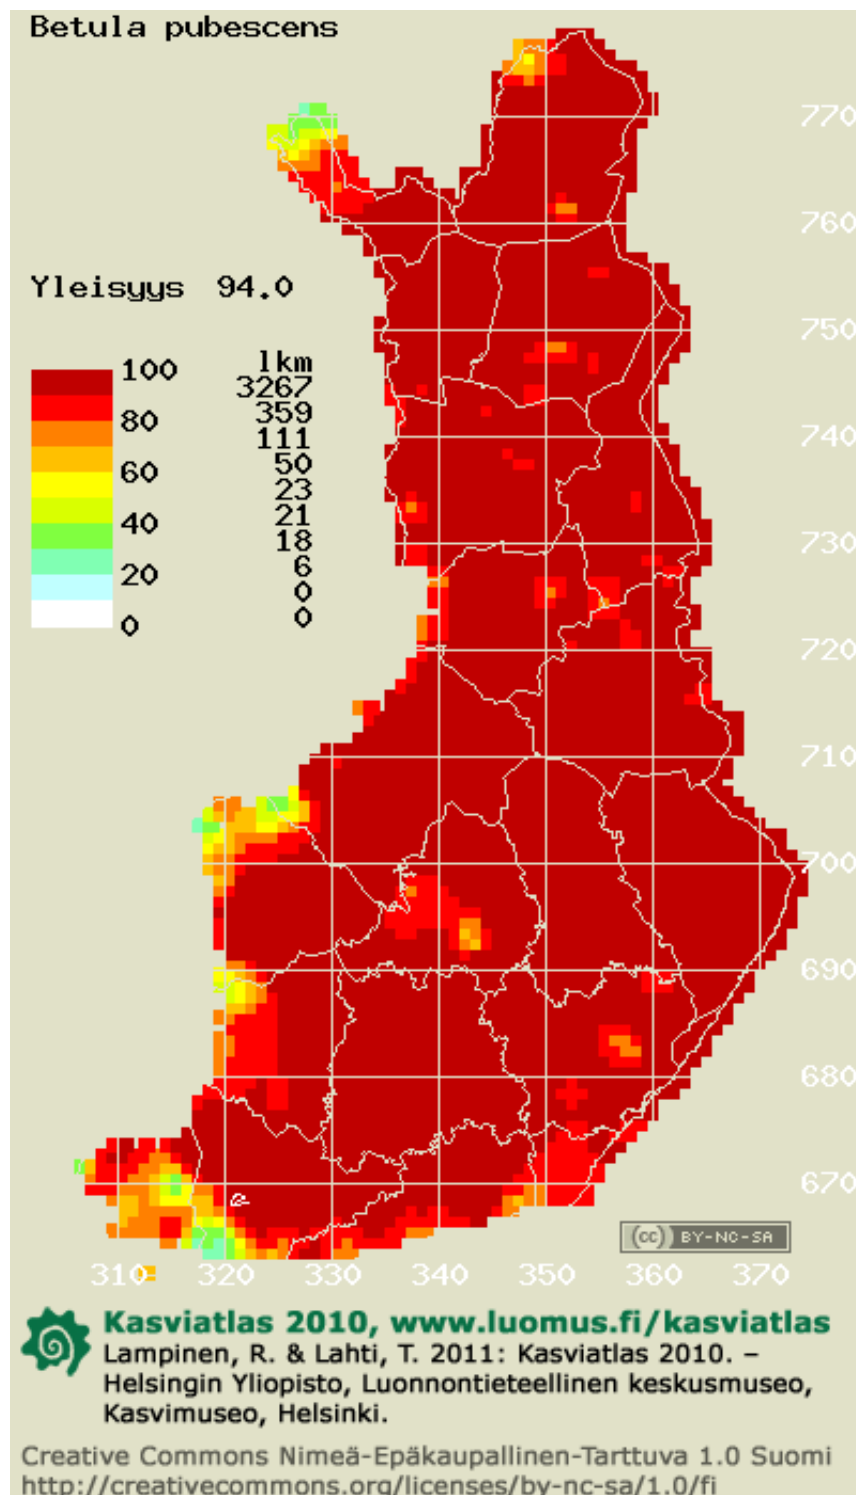 Betula pubescens
770
760
Yleisyys 94.0
750
lkm
100
3267
359
80
111
740
50
60
23
21
40
18
730
6
20
0
0
0
720
710
700
690
680
670
(cc) BY-NC-SA
310 320 330 340 350 360 370
Kasviatlas 2010, www.luomus.fi/kasviatlas
Lampinen, R. & Lahti, T. 2011: Kasviatlas 2010. –
Helsingin Yliopisto, Luonnontieteellinen keskusmuseo,
Kasvimuseo, Helsinki.
Creative Commons Nimeä-Epäkaupallinen-Tarttuva 1.0 Suomi
http://creativecommons.org/licenses/by-nc-sa/1.0/fi